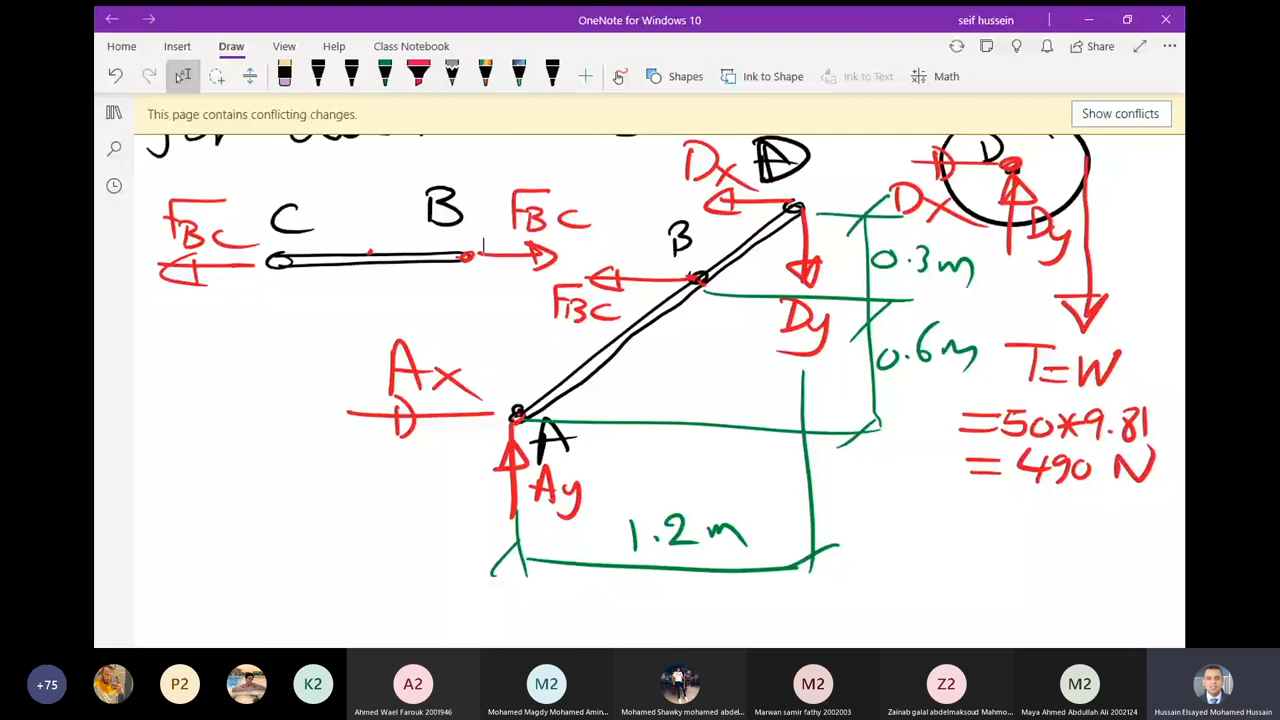 OneNote for Windows 10
seif hussein
Home
Insert
Draw
View
Help
Class Notebook
Share
Shapes
Ink to Shape
Ink to Text
Math
This page contains conflicting changes.
Show conflicts
FBC
C
B
FBC
Dx
D
D
Dx
Dy
B
FBC
Dy
0.3m
0.6m
Ax
A
Ay
1.2 m
T=W
=50*9.81
= 490 N
+75
P2
K2
A2
M2
M2
Z2
M2
Ahmed Wael Farouk 2001946
Mohamed Magdy Mohamed Amin...
Mohamed Shawky mohamed abdel...
Marwan samir fathy 2002003
Zainab galal abdelmaksoud Mahmo...
Maya Ahmed Abdullah Ali 2002124
Hussain Elsayed Mohamed Hussain